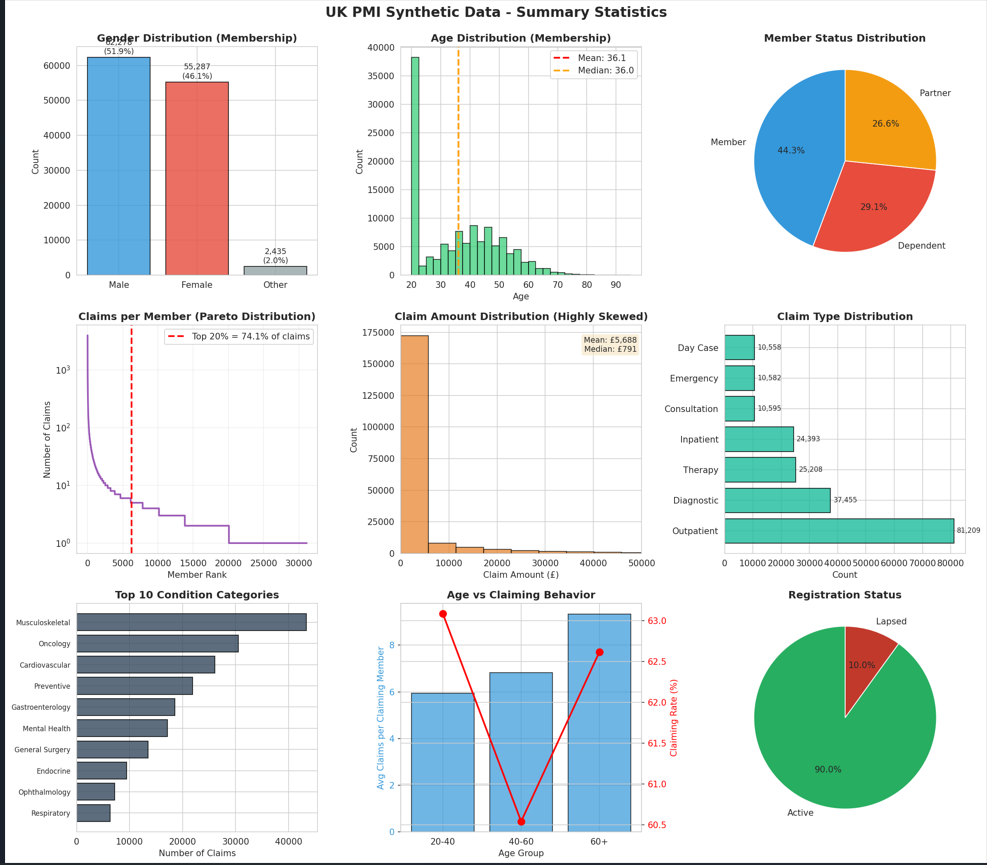 UK PMI Synthetic Data - Summary Statistics
Gender Distribution (Membership)
62,278
(51.9%)
55,287
(46.1%)
2,435
(2.0%)
60000
50000
40000
30000
20000
10000
0
Count
Male
Female
Other
Age Distribution (Membership)
Mean: 36.1
Median: 36.0
40000
35000
30000
25000
20000
15000
10000
5000
0
Count
20
30
40
50
60
70
80
90
Age
Member Status Distribution
Partner
26.6%
Member
44.3%
29.1%
Dependent
Claims per Member (Pareto Distribution)
Top 20% = 74.1% of claims
10³
10²
10¹
10⁰
Number of Claims
0
5000
10000
15000
20000
25000
30000
Member Rank
Claim Amount Distribution (Highly Skewed)
Mean: £5,688
Median: £791
175000
150000
125000
100000
75000
50000
25000
0
Count
0
10000
20000
30000
40000
50000
Claim Amount (£)
Claim Type Distribution
Day Case
10,558
Emergency
10,582
Consultation
10,595
Inpatient
24,393
Therapy
25,208
Diagnostic
37,455
Outpatient
81,209
0
10000
20000
30000
40000
50000
60000
70000
80000
Count
Top 10 Condition Categories
Musculoskeletal
Oncology
Cardiovascular
Preventive
Gastroenterology
Mental Health
General Surgery
Endocrine
Ophthalmology
Respiratory
0
10000
20000
30000
40000
Number of Claims
Age vs Claiming Behavior
8
6
4
2
0
Avg Claims per Claiming Member
63.0
62.5
62.0
61.5
61.0
60.5
Claiming Rate (%)
20-40
40-60
60+
Age Group
Registration Status
Lapsed
10.0%
90.0%
Active